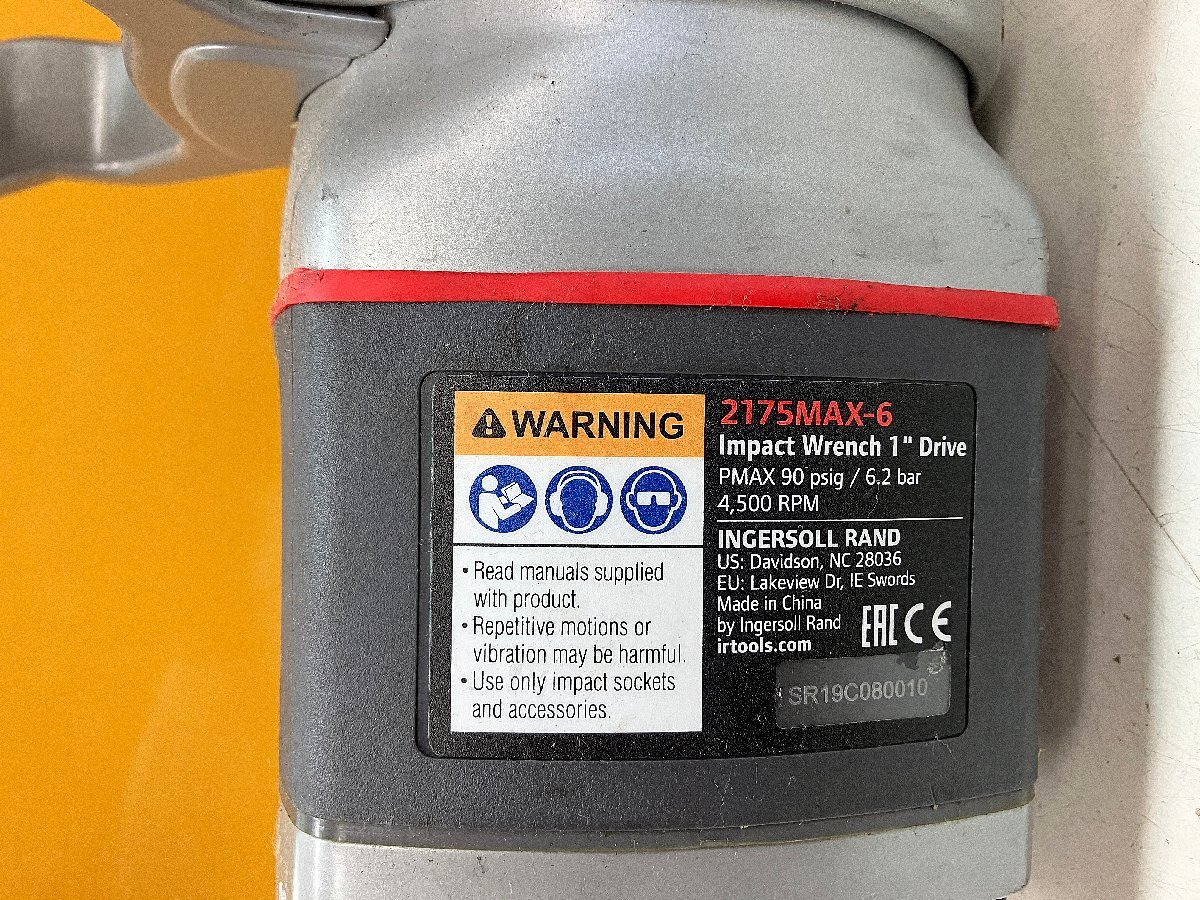 WARNING
• Read manuals supplied
with product.
• Repetitive motions or
vibration may be harmful.
• Use only impact sockets
and accessories.
2175MAX-6
Impact Wrench 1" Drive
PMAX 90 psig / 6.2 bar
4,500 RPM
INGERSOLL RAND
US: Davidson, NC 28036
EU: Lakeview Dr, IE Swords
Made in China
by Ingersoll Rand
irtools.com
EAC CE
SR19C080010